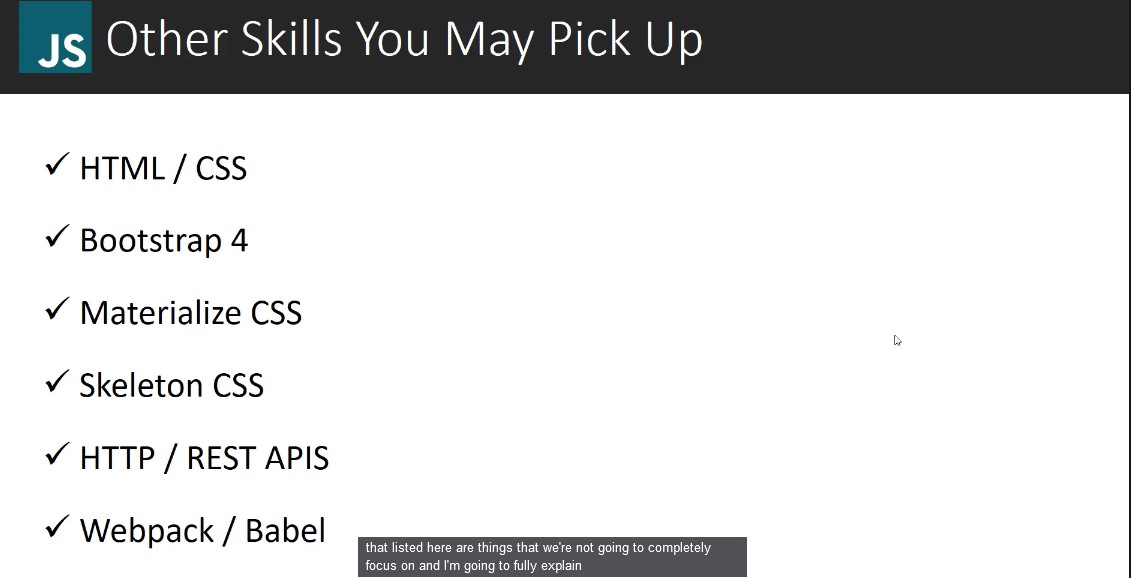 JS Other Skills You May Pick Up
✓ HTML / CSS
✓ Bootstrap 4
✓ Materialize CSS
✓ Skeleton CSS
✓ HTTP / REST APIS
✓ Webpack / Babel
that listed here are things that we're not going to completely
focus on and I'm going to fully explain